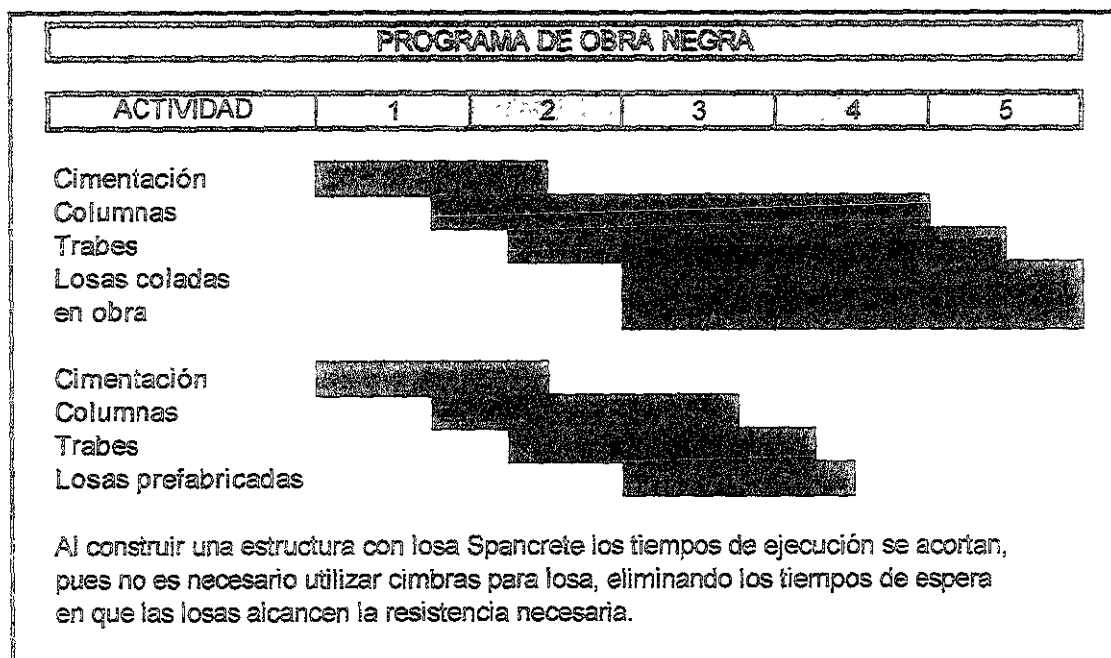 PROGRAMA DE OBRA NEGRA
ACTIVIDAD 1 2 3 4 5
Cimentación
Columnas
Trabes
Losas coladas
en obra
Cimentación
Columnas
Trabes
Losas prefabricadas
Al construir una estructura con losa Spancrete los tiempos de ejecución se acortan,
pues no es necesario utilizar cimbras para losa, eliminando los tiempos de espera
en que las losas alcancen la resistencia necesaria.